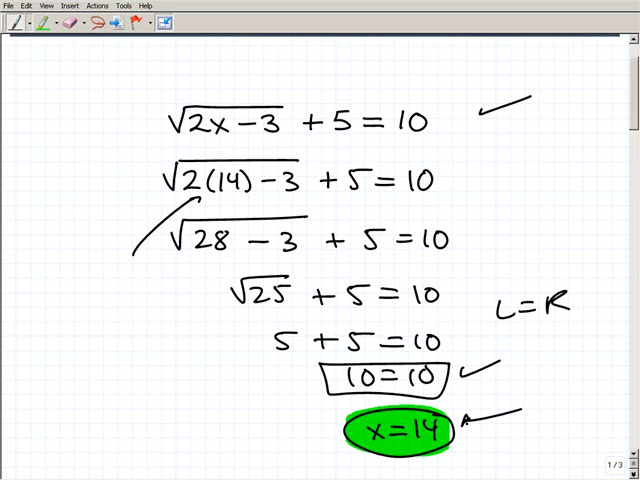 File Edit View Insert Actions Tools Help
√(2x-3) + 5 = 10
√(2(14)-3) + 5 = 10
√(28-3) + 5 = 10
√25 + 5 = 10
L=R
5 + 5 = 10
10=10
x=14
1/3